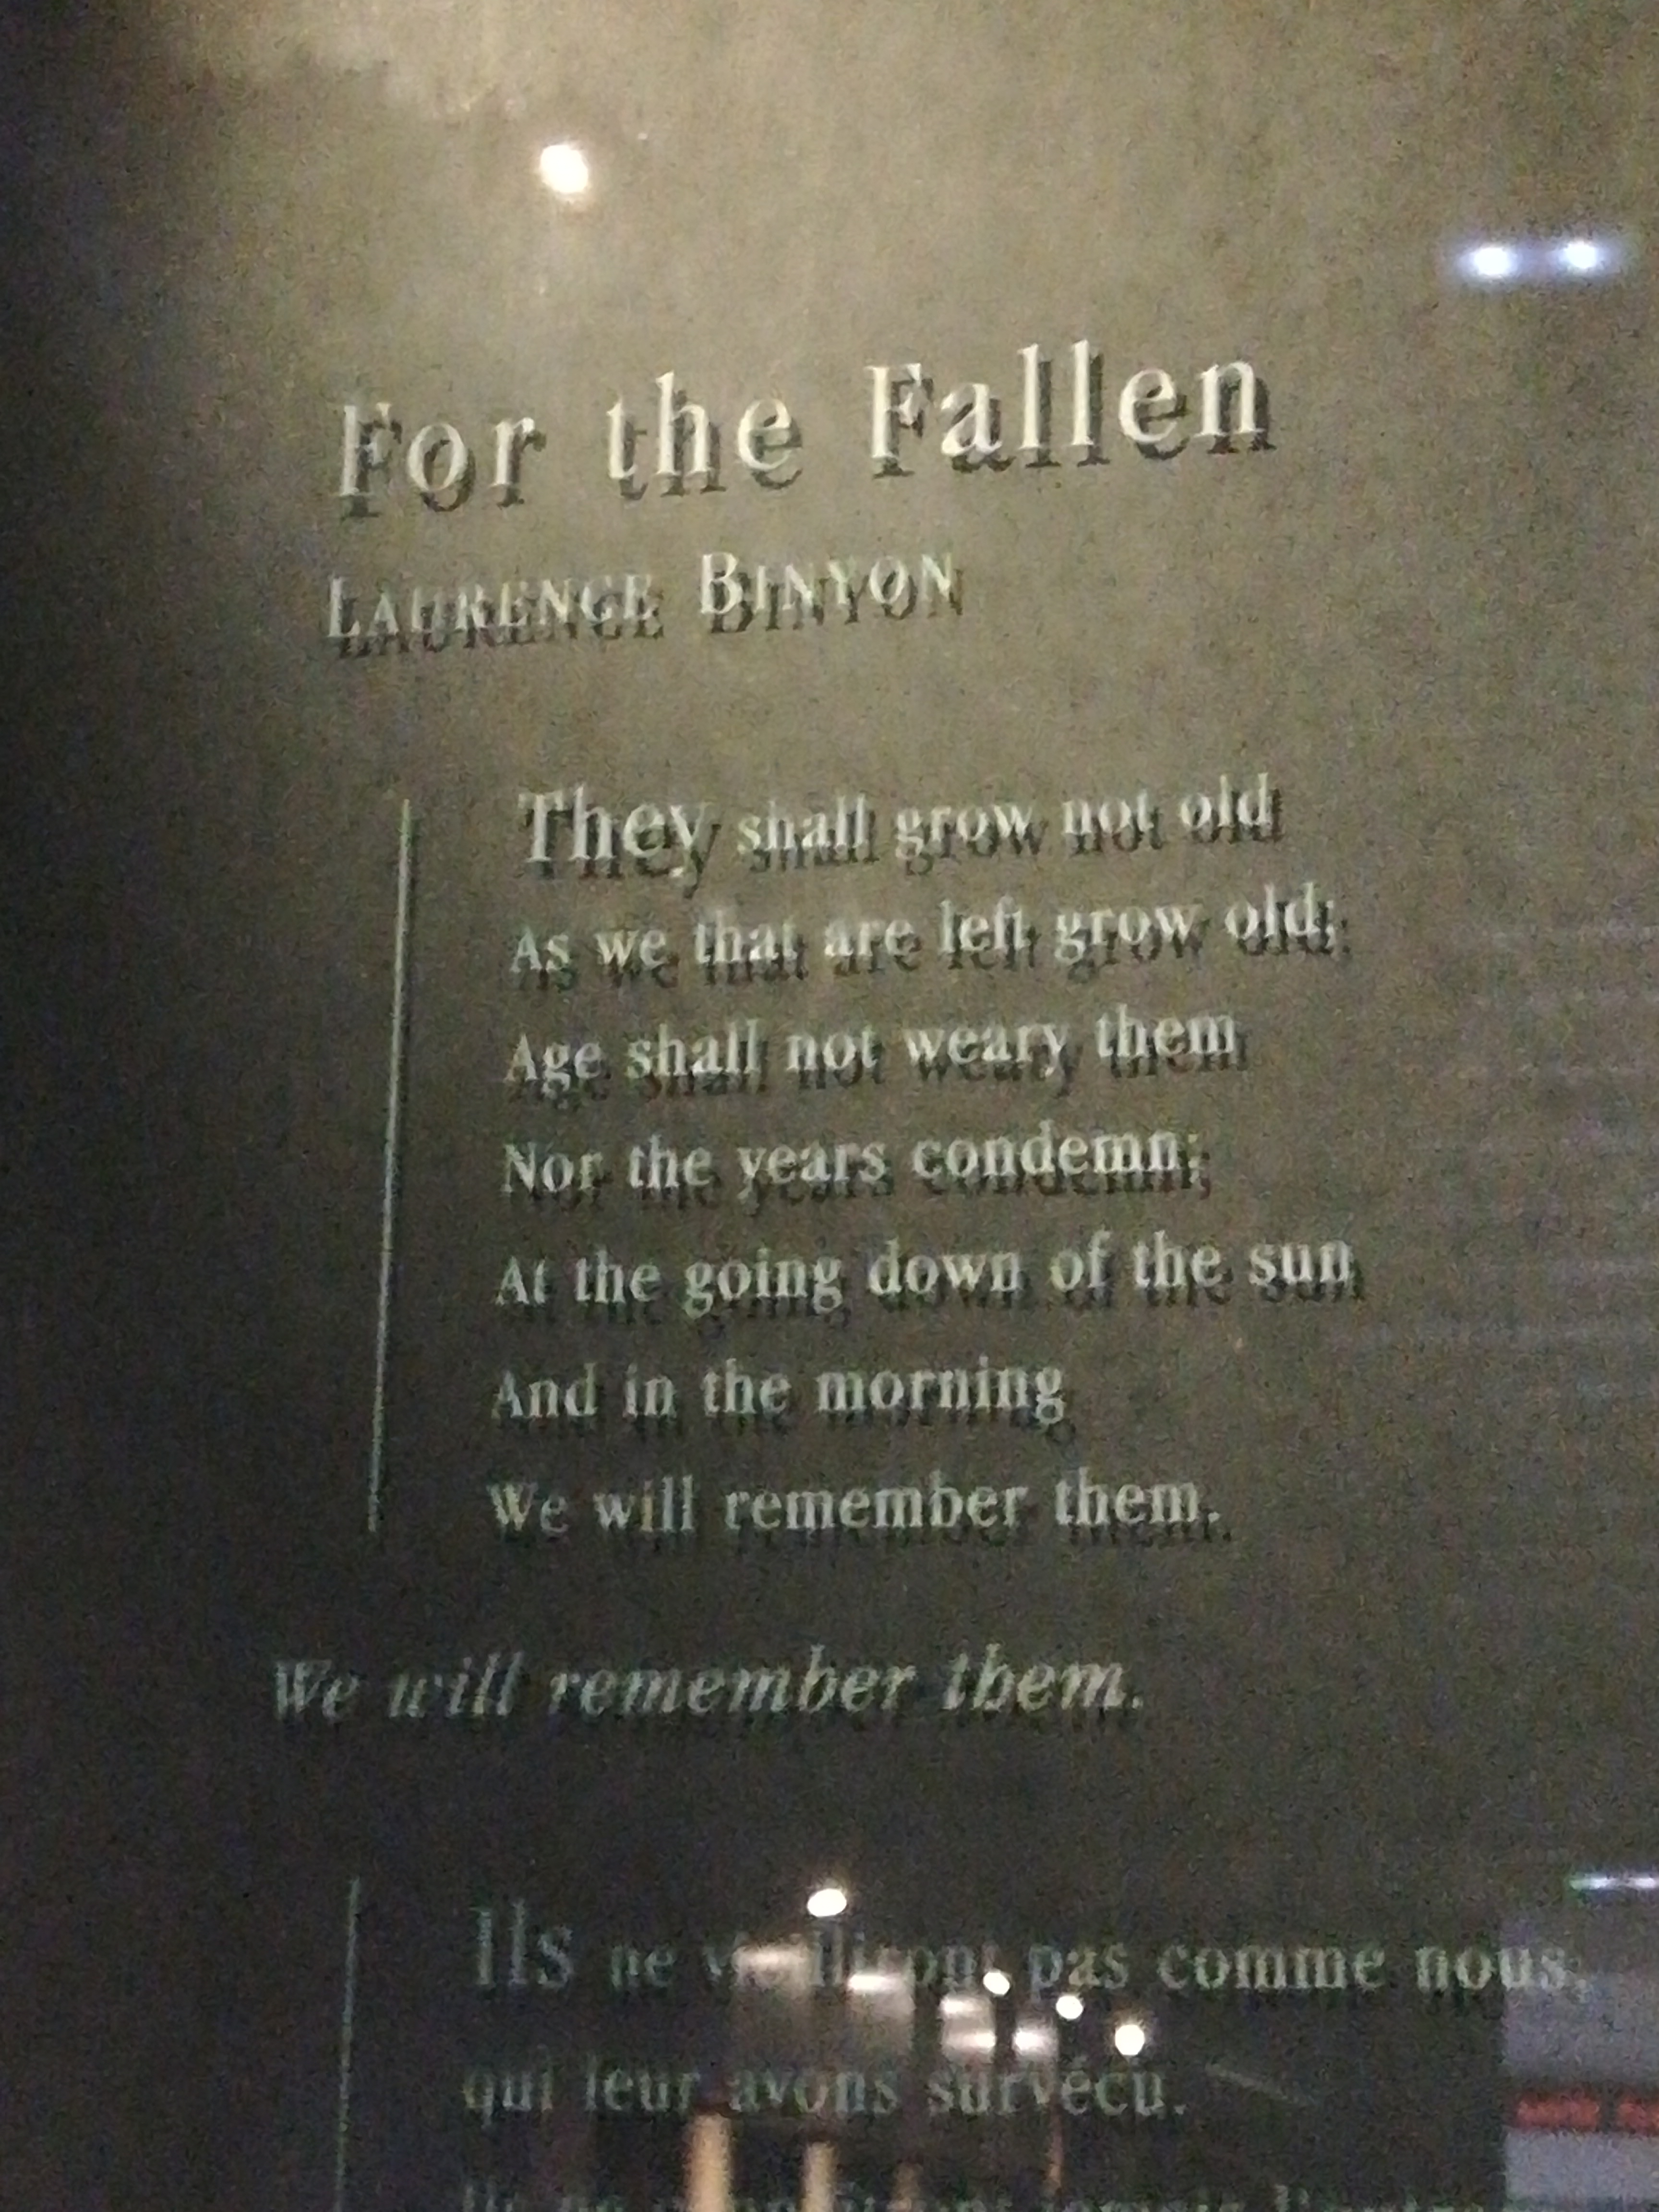 For the Fallen
LAURENCE BINYON
They shall grow not old
As we that are left grow old;
Age shall not weary them
Nor the years condemn;
At the going down of the sun
And in the morning
We will remember them.
We will remember them.
Ils ne vieilliront pas comme nous,
qui leur avons survécu.